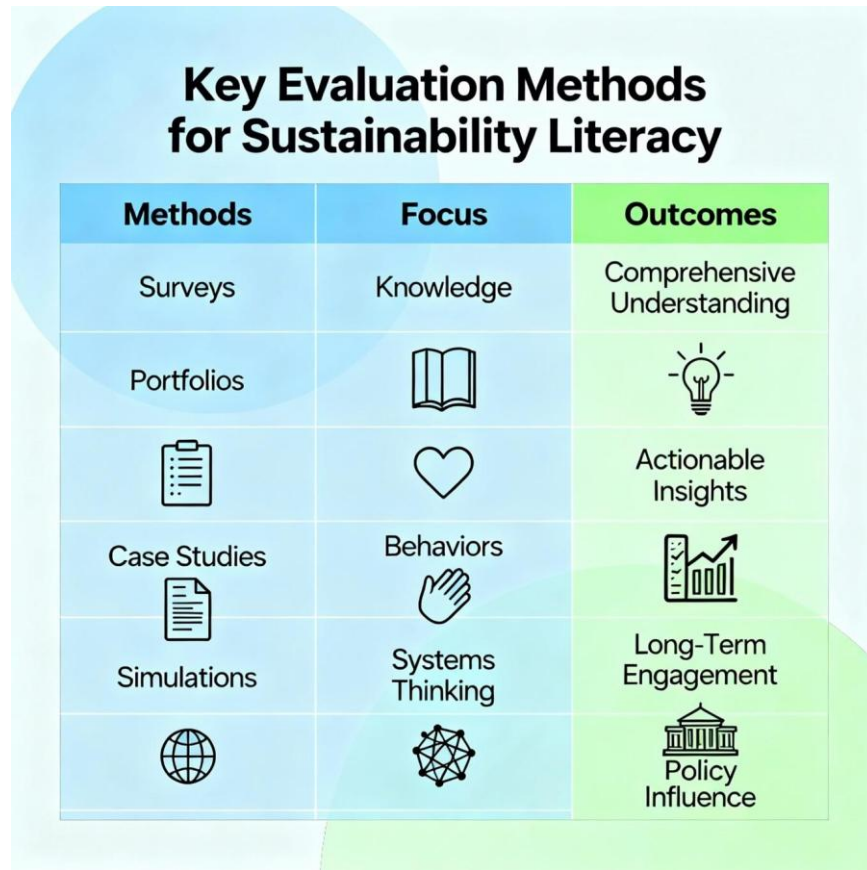 Key Evaluation Methods
for Sustainability Literacy
Methods Focus Outcomes
Surveys Knowledge Comprehensive
Understanding
Portfolios
Actionable
Insights
Case Studies Behaviors
Simulations Systems
Thinking Long-Term
Engagement
Policy
Influence